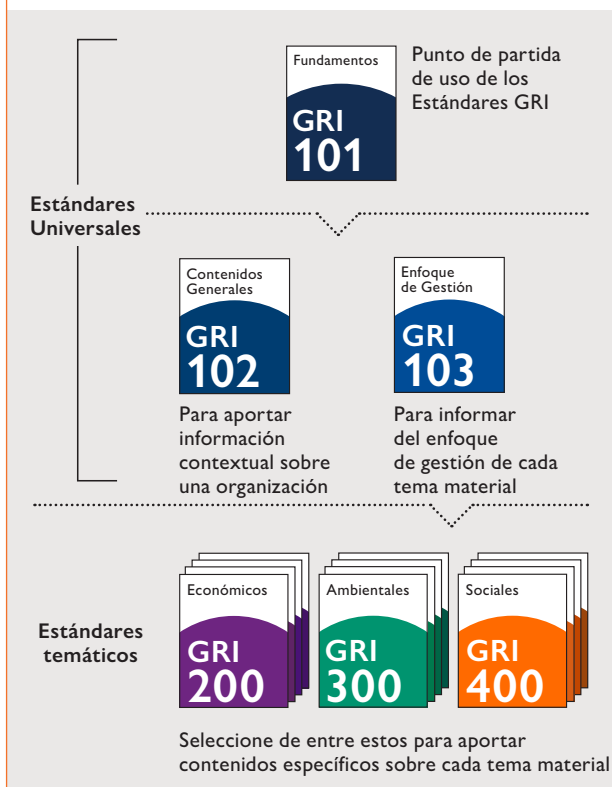 Fundamentos
GRI
101
Punto de partida
de uso de los
Estándares GRI
Estándares
Universales
Contenidos
Generales
GRI
102
Para aportar
información
contextual sobre
una organización
Enfoque
de Gestión
GRI
103
Para informar
del enfoque
de gestión de cada
tema material
Estándares
temáticos
Económicos
GRI
200
Ambientales
GRI
300
Sociales
GRI
400
Seleccione de entre estos para aportar
contenidos específicos sobre cada tema material